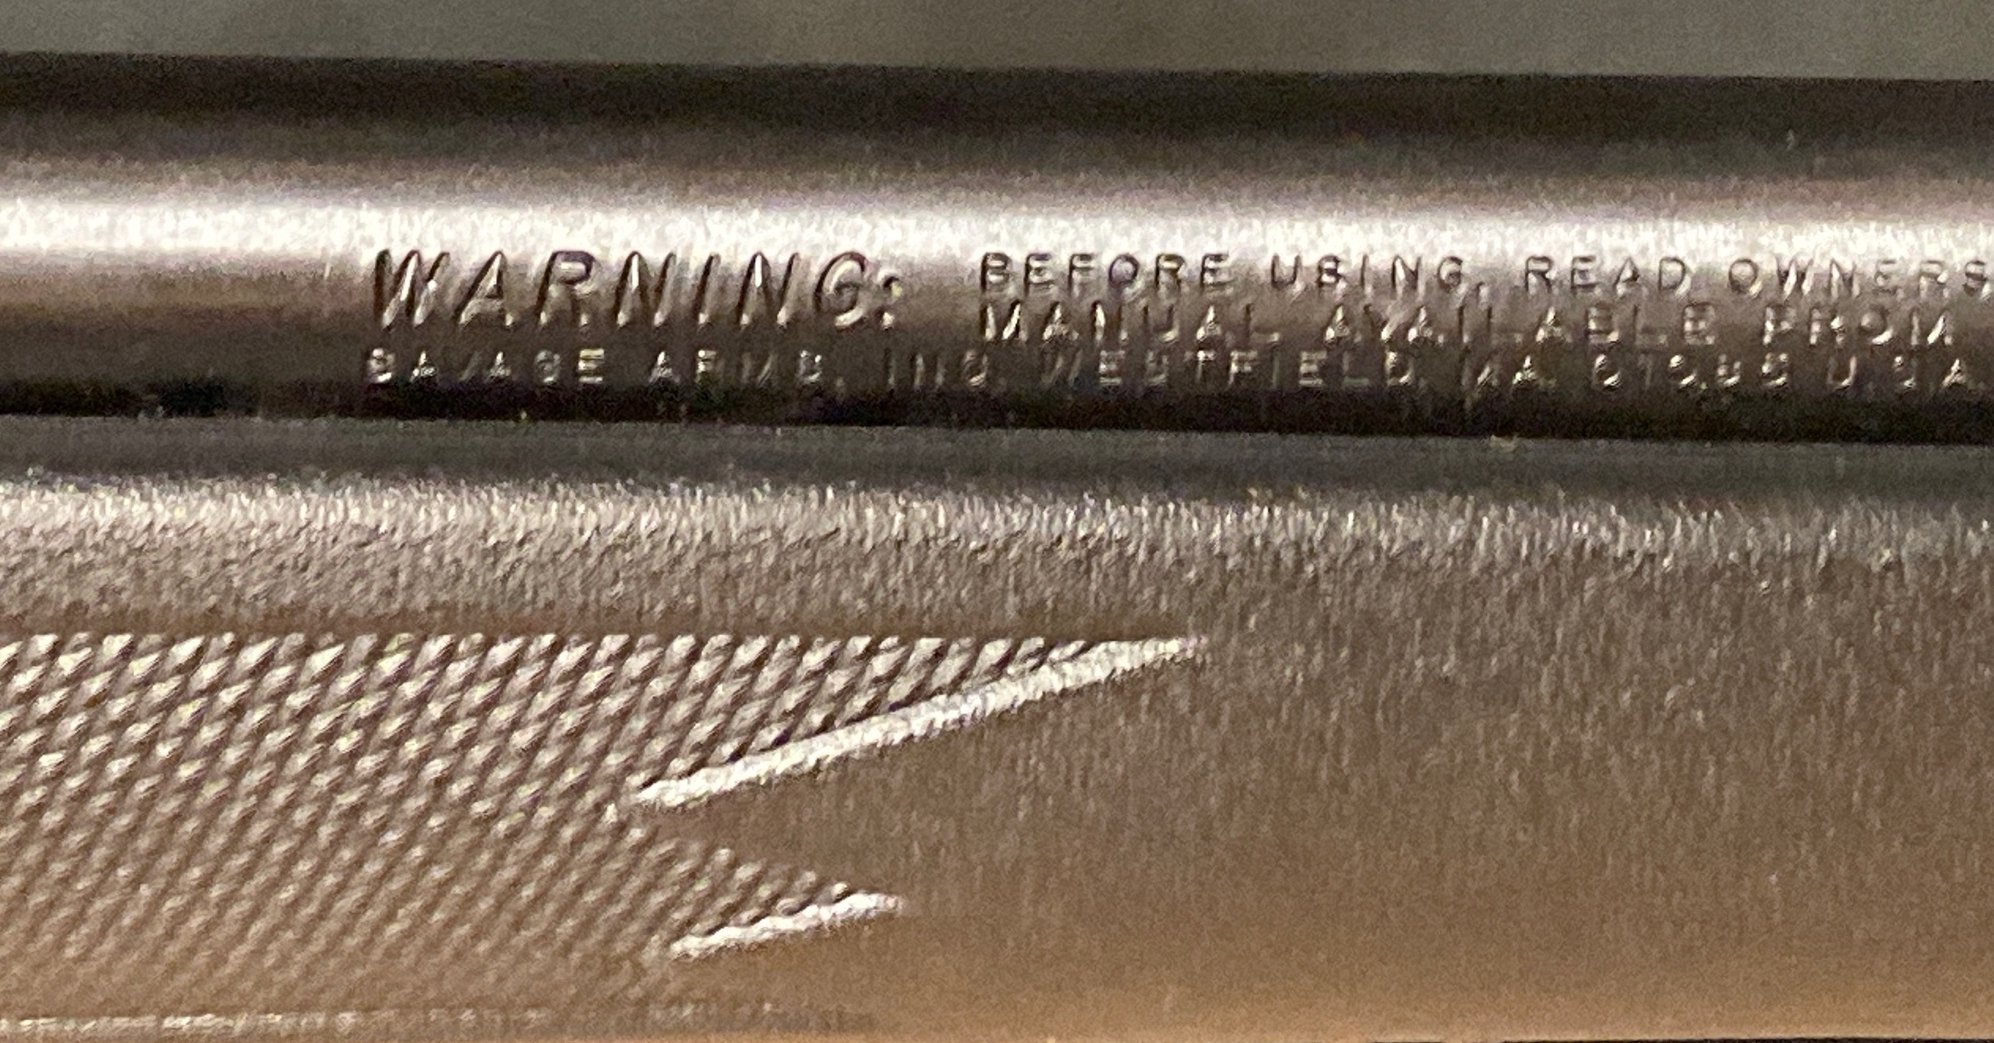 WARNING: BEFORE USING, READ OWNERS
MANUAL AVAILABLE FROM
SAVAGE ARMS, INC. WESTFIELD, MA. 01085 U.S.A.